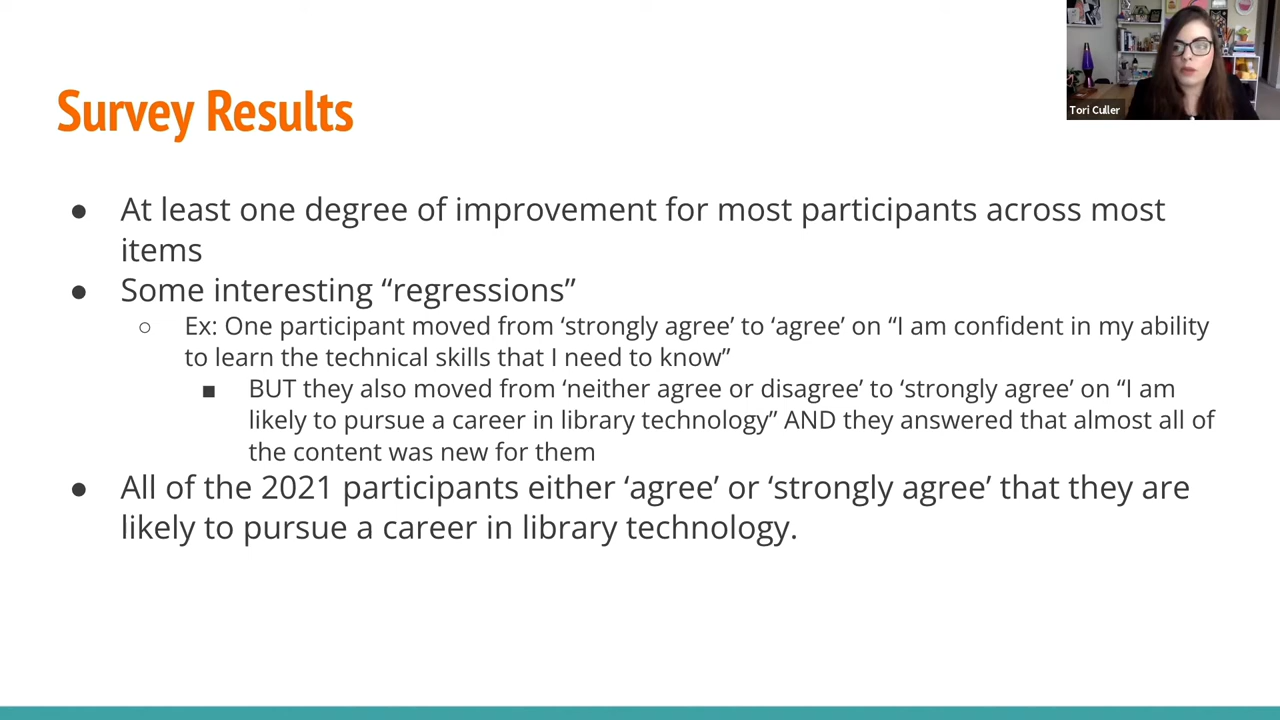 Tori Culler
Survey Results
● At least one degree of improvement for most participants across most
items
● Some interesting “regressions”
○ Ex: One participant moved from ‘strongly agree’ to ‘agree’ on “I am confident in my ability
to learn the technical skills that I need to know”
■ BUT they also moved from ‘neither agree or disagree’ to ‘strongly agree’ on “I am
likely to pursue a career in library technology” AND they answered that almost all of
the content was new for them
● All of the 2021 participants either ‘agree’ or ‘strongly agree’ that they are
likely to pursue a career in library technology.